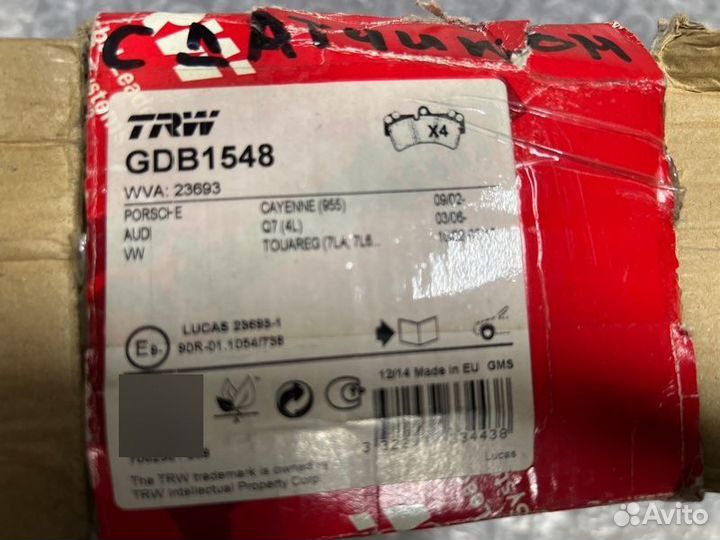 С ДАТЧИКОМ
TRW
X4
GDB1548
WVA: 23693
PORSCHE CAYENNE (955) 09/02-
AUDI Q7 (4L) 03/06-
VW TOUAREG (7LA, 7L6...
LUCAS 23693-1
E9 90R-01.1054/736
12/14 Made in EU GMS
Lucas
The TRW trademark is owned by
TRW Intellectual Property Corp.
Avito